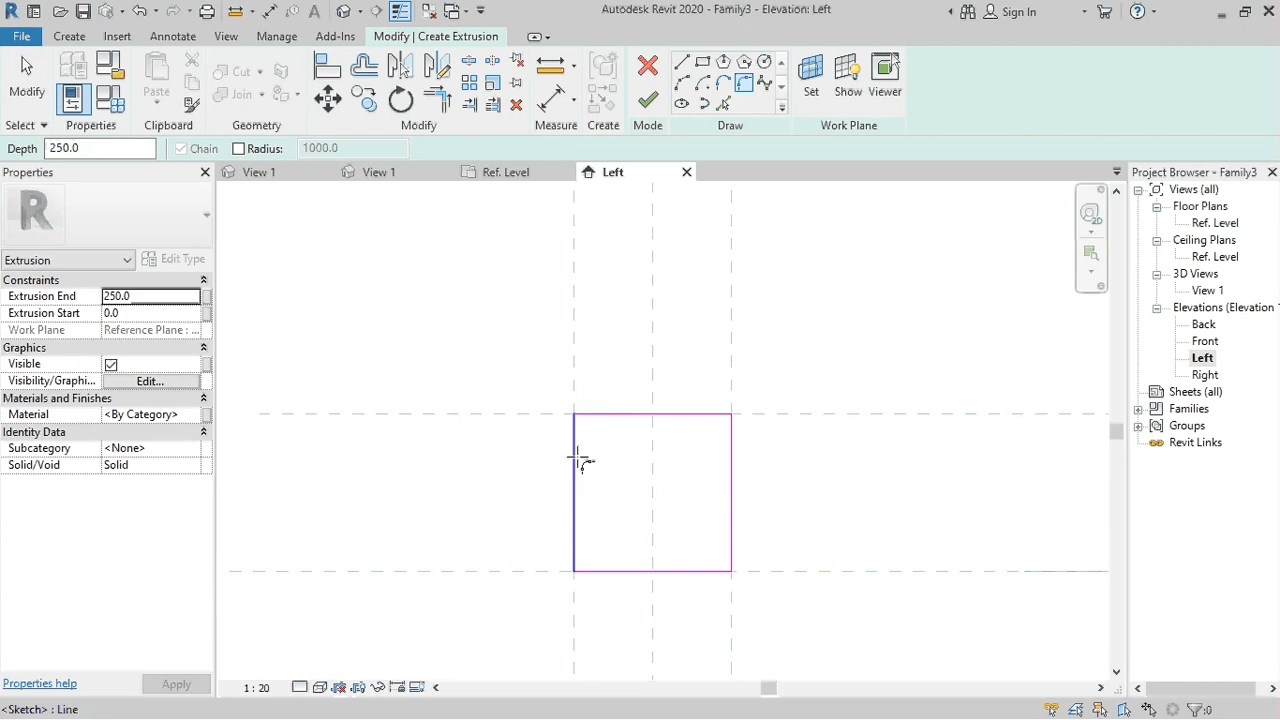 Autodesk Revit 2020 - Family3 - Elevation: Left
Sign In
File
Create
Insert
Annotate
View
Manage
Add-Ins
Modify | Create Extrusion
Modify
Paste
Cut
Join
Set
Show
Viewer
Select
Properties
Clipboard
Geometry
Modify
Measure
Create
Mode
Draw
Work Plane
Depth
250.0
Chain
Radius:
1000.0
Properties
View 1
View 1
Ref. Level
Left
Project Browser - Family3
R
Extrusion
Edit Type
Constraints
Extrusion End
250.0
Extrusion Start
0.0
Work Plane
Reference Plane : ...
Graphics
Visible
Visibility/Graphi...
Edit...
Materials and Finishes
Material
<By Category>
Identity Data
Subcategory
<None>
Solid/Void
Solid
2D
Views (all)
Floor Plans
Ref. Level
Ceiling Plans
Ref. Level
3D Views
View 1
Elevations (Elevation
Back
Front
Left
Right
Sheets (all)
Families
Groups
Revit Links
Properties help
Apply
1 : 20
<Sketch> : Line
:0